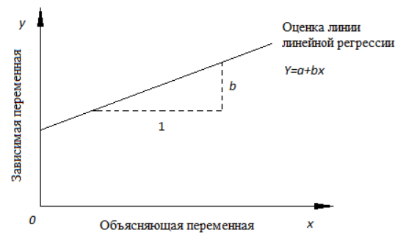 y
Оценка линии
линейной регрессии
Y=a+bx
Зависимая переменная
b
1
0
Объясняющая переменная
x